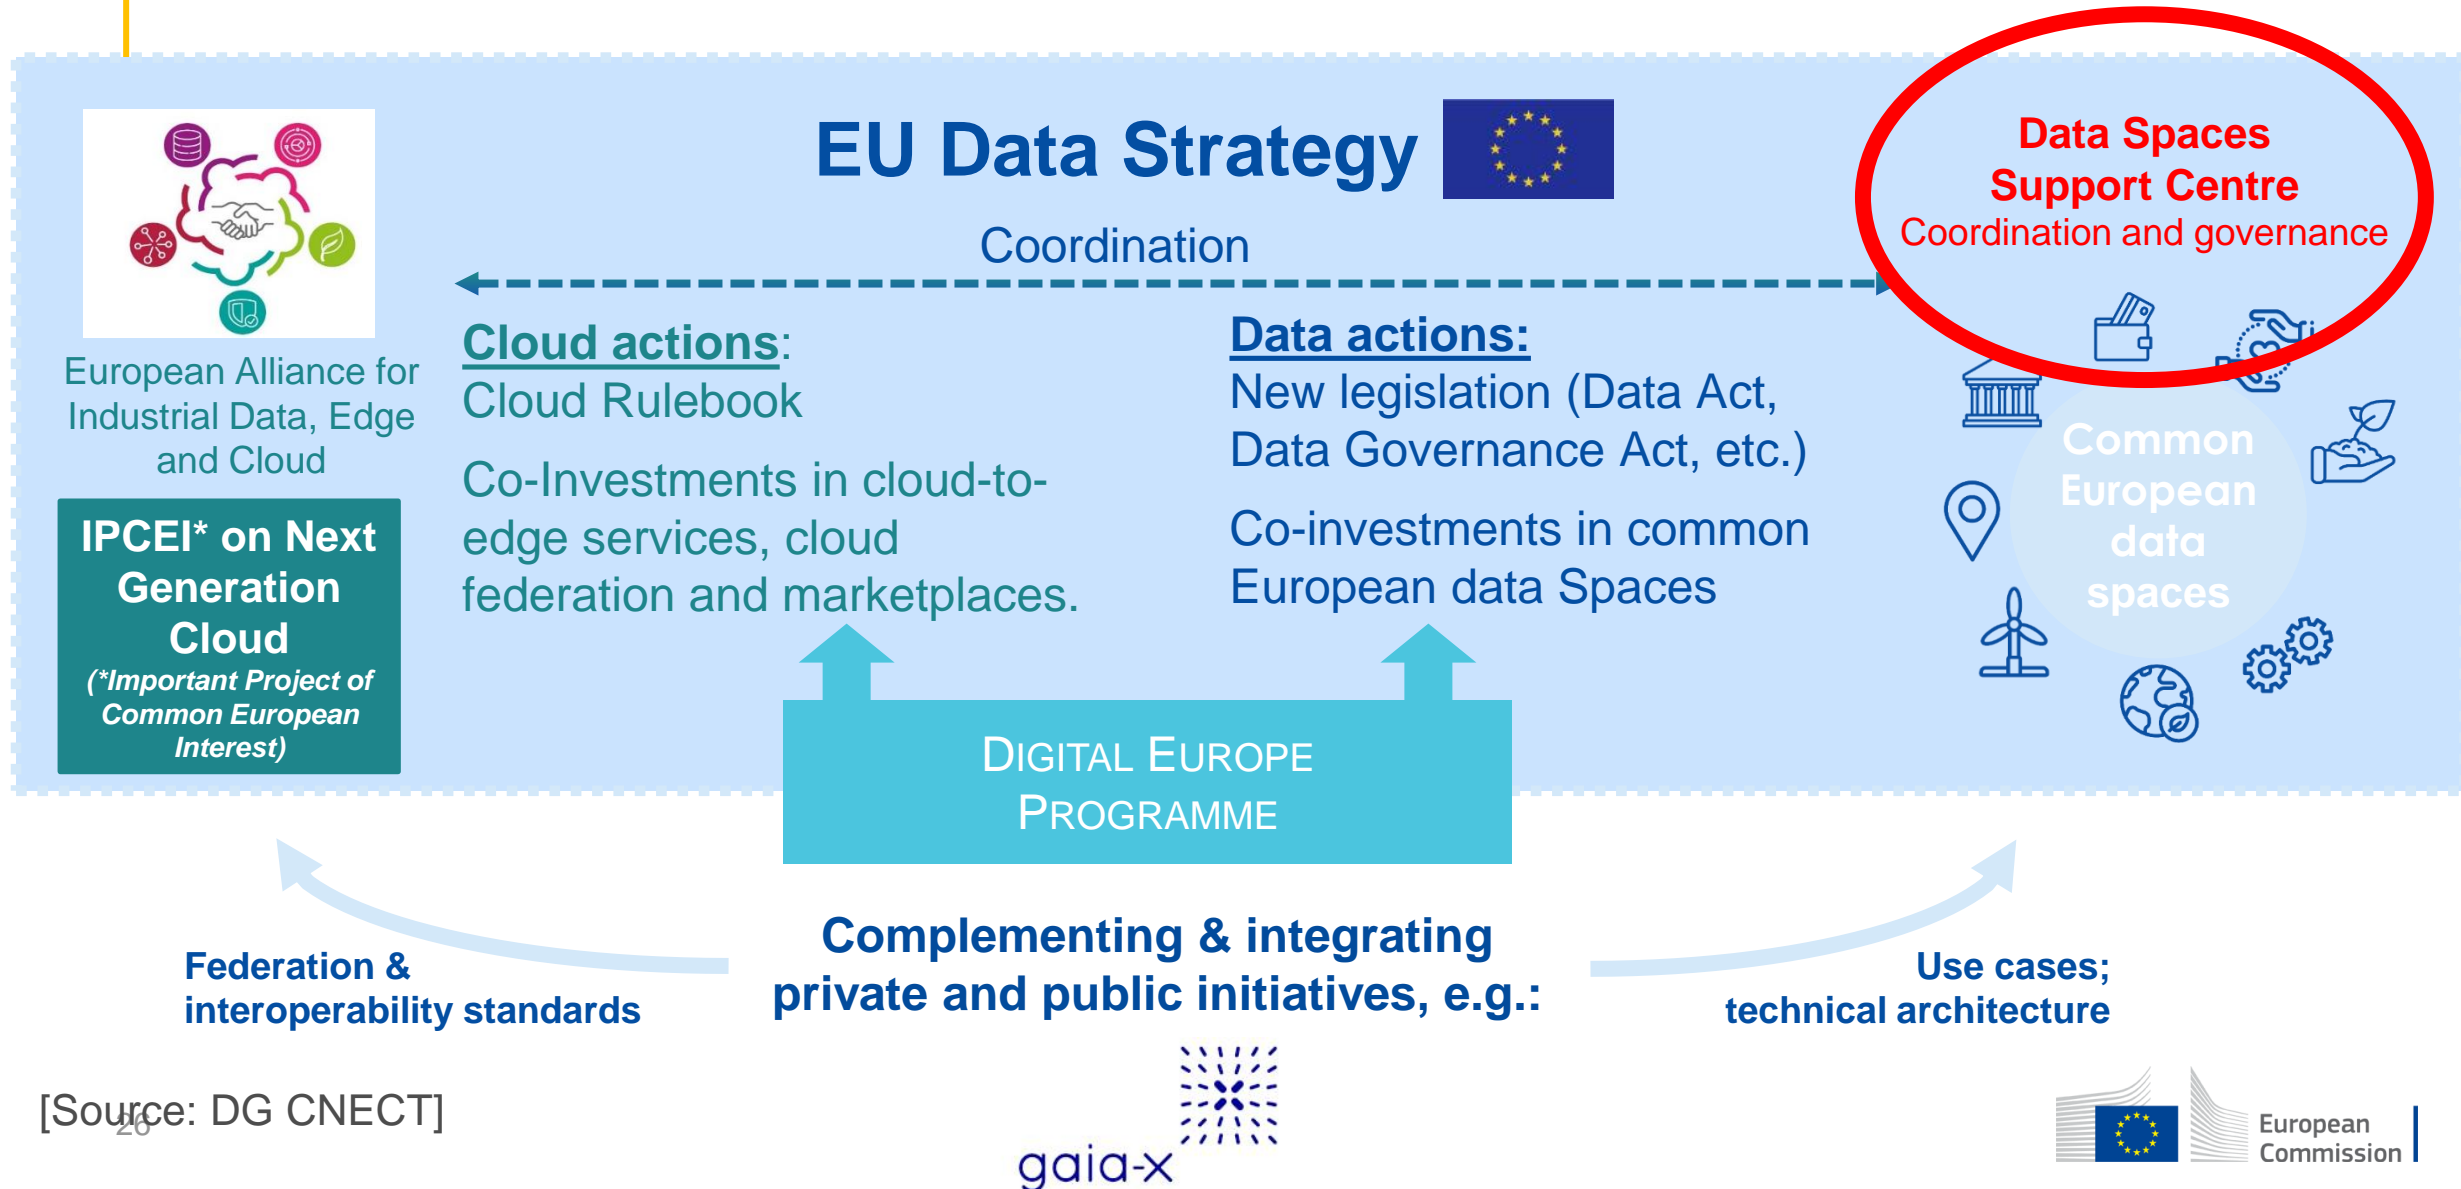 EU Data Strategy
Coordination
Data Spaces
Support Centre
Coordination and governance
European Alliance for
Industrial Data, Edge
and Cloud
IPCEI* on Next
Generation
Cloud
(*Important Project of
Common European
Interest)
Cloud actions:
Cloud Rulebook
Co-Investments in cloud-to-
edge services, cloud
federation and marketplaces.
Data actions:
New legislation (Data Act,
Data Governance Act, etc.)
Co-investments in common
European data Spaces
Common
European
data
spaces
DIGITAL EUROPE
PROGRAMME
Federation &
interoperability standards
Complementing & integrating
private and public initiatives, e.g.:
Use cases;
technical architecture
gaia-x
[Source: DG CNECT]
26
European
Commission